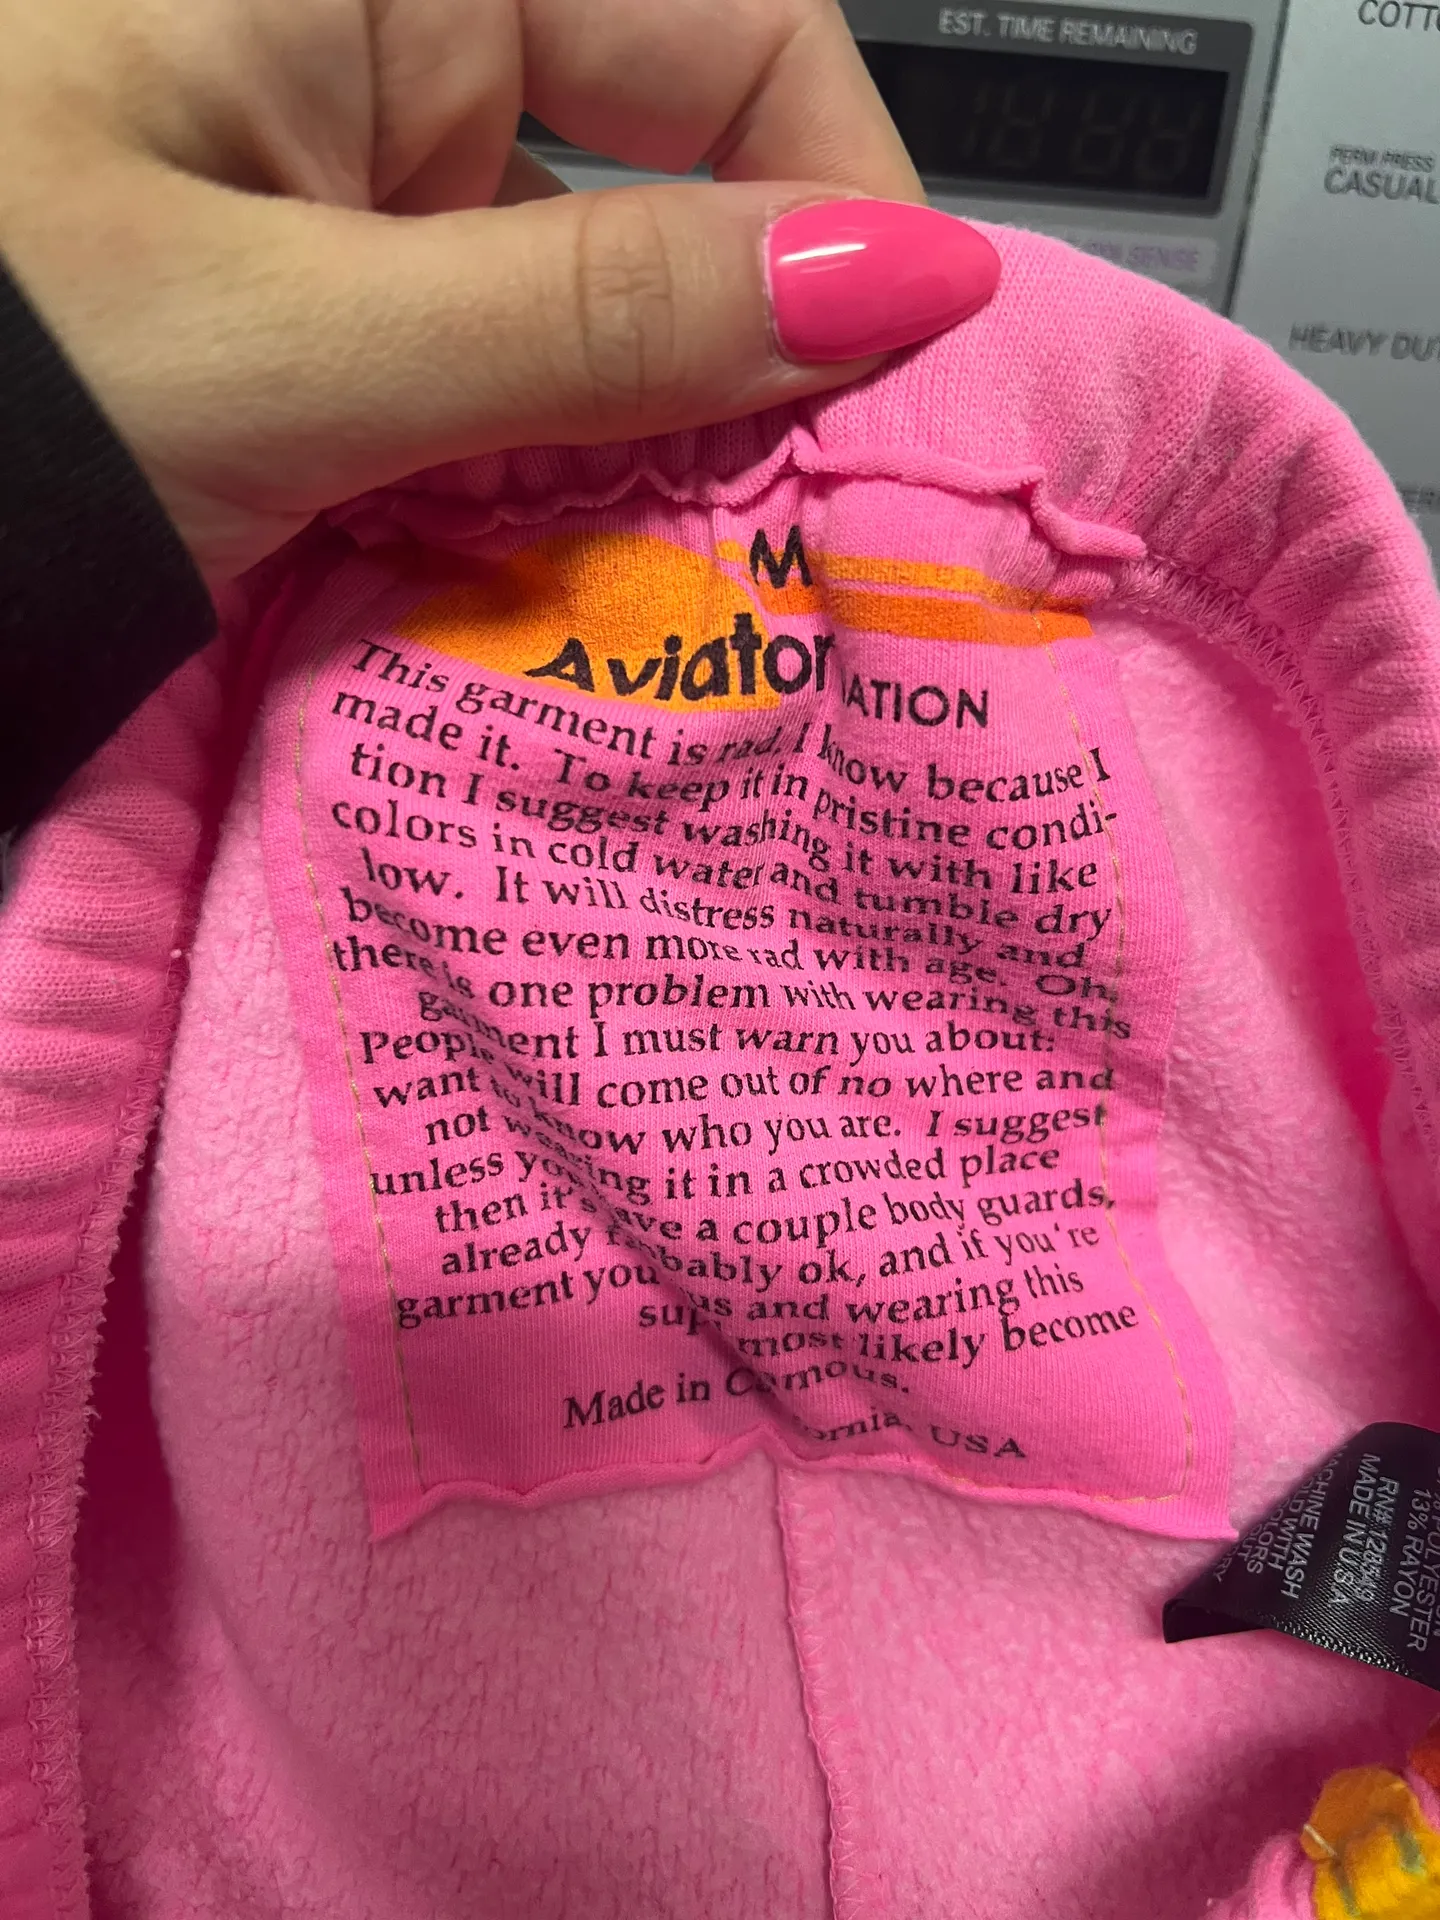 EST. TIME REMAINING
PERM PRESS
CASUAL
M
Aviator
NATION
This garment is rad, I know because I
made it. To keep it in pristine condi-
tion I suggest washing it with like
colors in cold water and tumble dry
low. It will distress naturally and
become even more rad with age. Oh,
there is one problem with wearing this
garment I must warn you about:
People will come out of no where and
want to know who you are. I suggest
not wearing it in a crowded place
unless you have a couple body guards,
then it's probably ok, and if you're
already famous and wearing this
garment you most likely become
Made in California, USA
MACHINE WASH
COLD WITH
COLORS
MADE IN USA
13% RAYON
POLYESTER